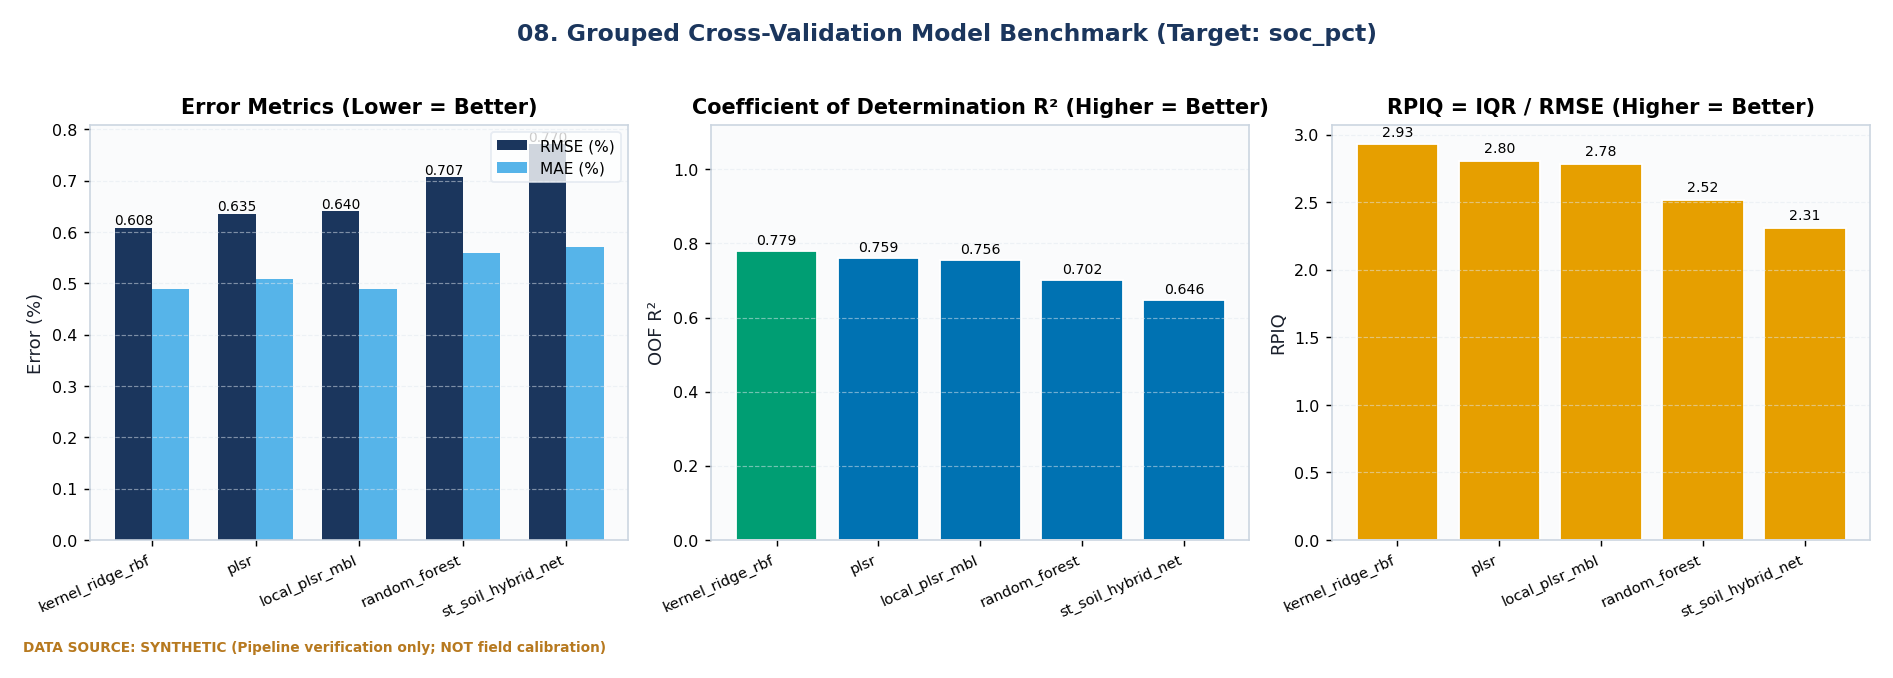 08. Grouped Cross-Validation Model Benchmark (Target: soc_pct)
Error Metrics (Lower = Better)
Error (%)
0.8
0.7
0.6
0.5
0.4
0.3
0.2
0.1
0.0
0.608
0.635
0.640
0.707
0.770
RMSE (%)
MAE (%)
kernel_ridge_rbf
plsr
local_plsr_mbl
random_forest
st_soil_hybrid_net
Coefficient of Determination R² (Higher = Better)
OOF R²
1.0
0.8
0.6
0.4
0.2
0.0
0.779
0.759
0.756
0.702
0.646
kernel_ridge_rbf
plsr
local_plsr_mbl
random_forest
st_soil_hybrid_net
RPIQ = IQR / RMSE (Higher = Better)
RPIQ
3.0
2.5
2.0
1.5
1.0
0.5
0.0
2.93
2.80
2.78
2.52
2.31
kernel_ridge_rbf
plsr
local_plsr_mbl
random_forest
st_soil_hybrid_net
DATA SOURCE: SYNTHETIC (Pipeline verification only; NOT field calibration)